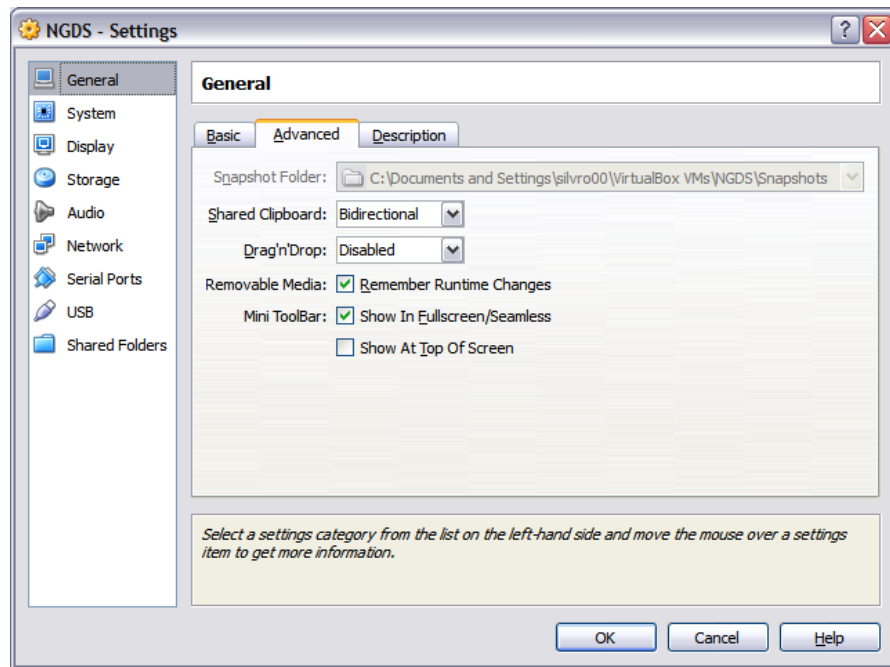 NGDS - Settings
General
System
Display
Storage
Audio
Network
Serial Ports
USB
Shared Folders
General
Basic Advanced Description
Snapshot Folder: C:\Documents and Settings\silvro00\VirtualBox VMs\NGDS\Snapshots
Shared Clipboard: Bidirectional
Drag'n'Drop: Disabled
Removable Media: Remember Runtime Changes
Mini ToolBar: Show In Fullscreen/Seamless
Show At Top Of Screen
Select a settings category from the list on the left-hand side and move the mouse over a settings
item to get more information.
OK Cancel Help